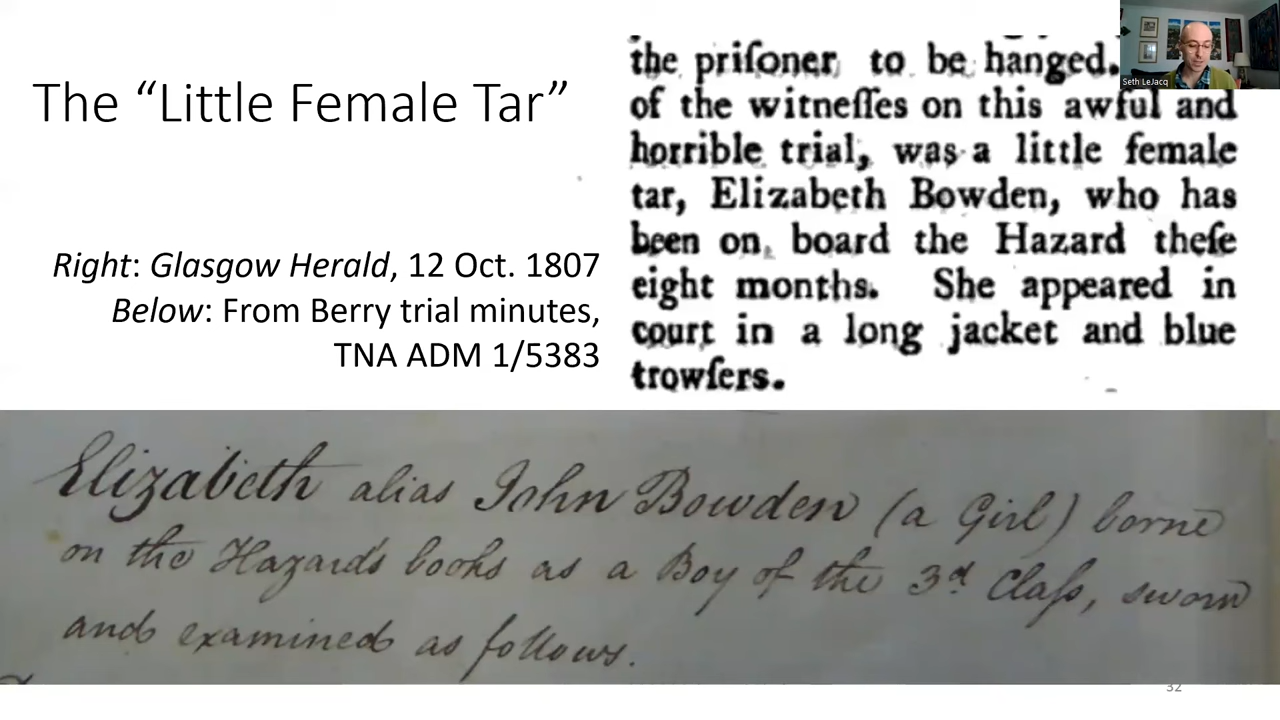 The “Little Female Tar”
Right: Glasgow Herald, 12 Oct. 1807
Below: From Berry trial minutes,
TNA ADM 1/5383
the priſoner to be hanged.
of the witneſſes on this awful and
horrible trial, was a little female
tar, Elizabeth Bowden, who has
been on board the Hazard theſe
eight months. She appeared in
court in a long jacket and blue
trowſers.
Seth LeJacq
Elizabeth alias John Bowden (a Girl) borne
on the Hazard's books as a Boy of the 3d Claſs, sworn
and examined as follows.
32